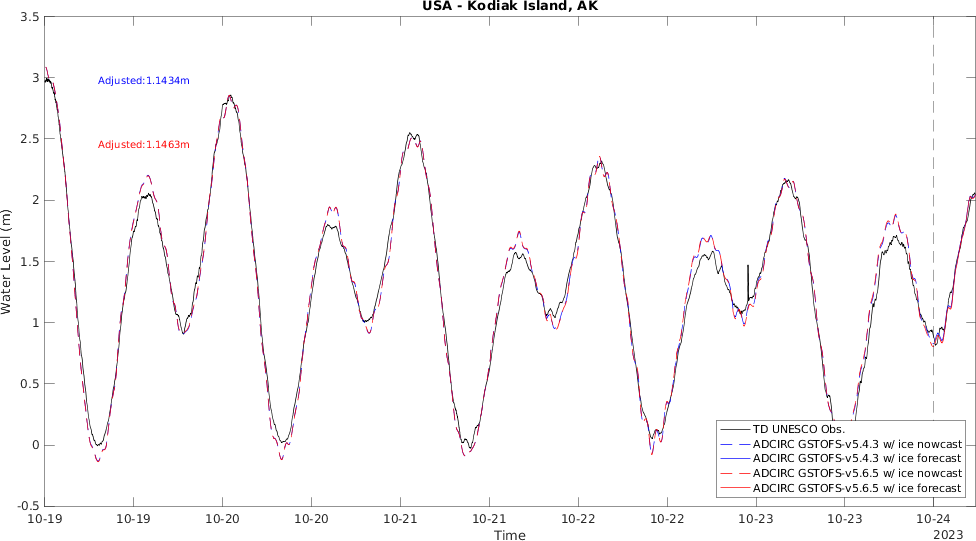 USA - Kodiak Island, AK
3.5
3
2.5
2
1.5
1
0.5
0
-0.5
Water Level (m)
Adjusted:1.1434m
Adjusted:1.1463m
TD UNESCO Obs.
ADCIRC GSTOFS-v5.4.3 w/ ice nowcast
ADCIRC GSTOFS-v5.4.3 w/ ice forecast
ADCIRC GSTOFS-v5.6.5 w/ ice nowcast
ADCIRC GSTOFS-v5.6.5 w/ ice forecast
10-19 10-19 10-20 10-20 10-21 10-21 10-22 10-22 10-23 10-23 10-24
Time
2023